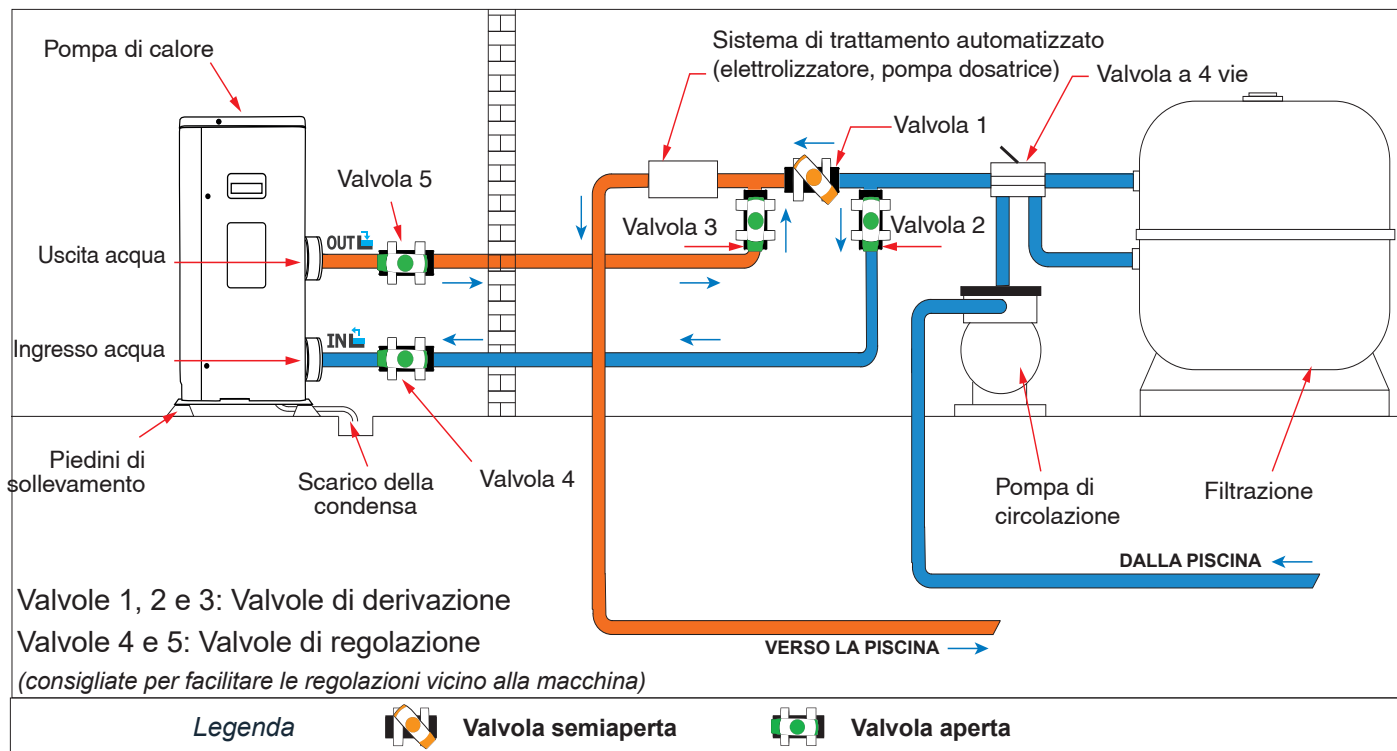 Pompa di calore
Sistema di trattamento automatizzato
(elettrolizzatore, pompa dosatrice)
Valvola a 4 vie
Valvola 1
Valvola 5
Valvola 3
Valvola 2
OUT
Uscita acqua
IN
Ingresso acqua
Piedini di
sollevamento
Scarico della
condensa
Valvola 4
Pompa di
circolazione
Filtrazione
DALLA PISCINA
VERSO LA PISCINA
Valvole 1, 2 e 3: Valvole di derivazione
Valvole 4 e 5: Valvole di regolazione
(consigliate per facilitare le regolazioni vicino alla macchina)
Legenda
Valvola semiaperta
Valvola aperta